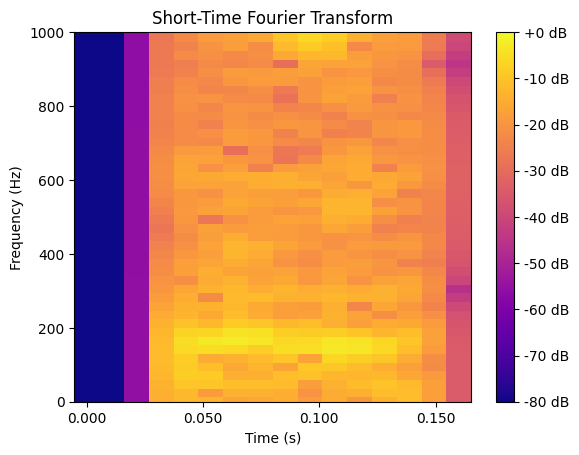 Short-Time Fourier Transform
1000
800
600
400
200
0
Frequency (Hz)
0.000
0.050
0.100
0.150
Time (s)
+0 dB
-10 dB
-20 dB
-30 dB
-40 dB
-50 dB
-60 dB
-70 dB
-80 dB